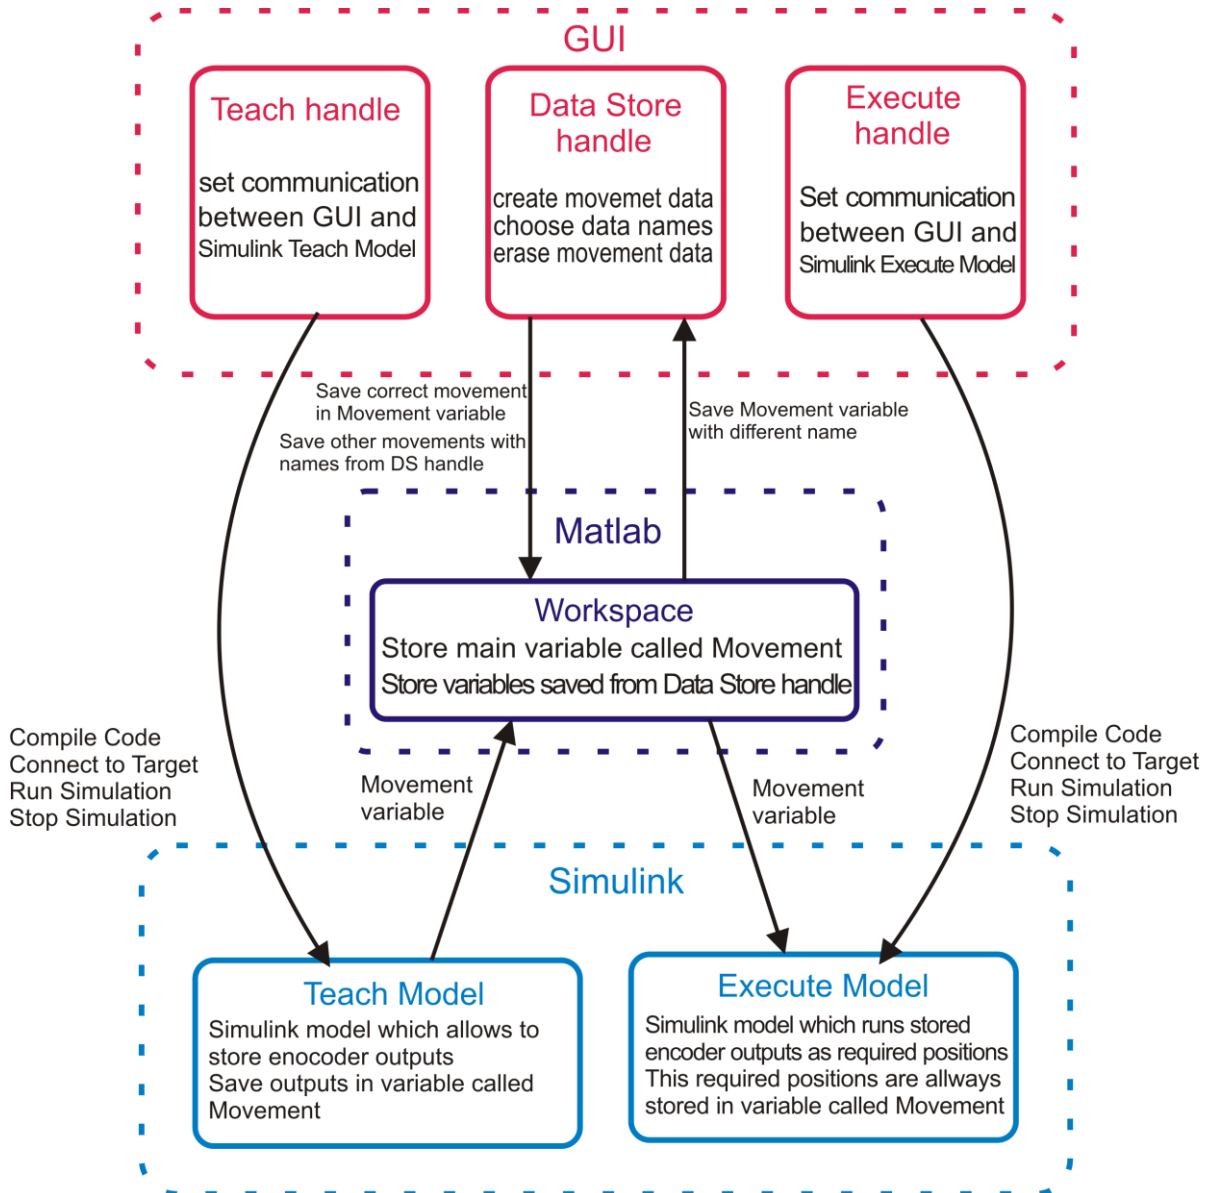 GUI
Teach handle
set communication
between GUI and
Simulink Teach Model
Data Store
handle
create movemet data
choose data names
erase movement data
Execute
handle
Set communication
between GUI and
Simulink Execute Model
Save correct movement
in Movement variable
Save other movements with
names from DS handle
Save Movement variable
with different name
Matlab
Workspace
Store main variable called Movement
Store variables saved from Data Store handle
Compile Code
Connect to Target
Run Simulation
Stop Simulation
Movement
variable
Movement
variable
Compile Code
Connect to Target
Run Simulation
Stop Simulation
Simulink
Teach Model
Simulink model which allows to
store enocoder outputs
Save outputs in variable called
Movement
Execute Model
Simulink model which runs stored
encoder outputs as required positions
This required positions are allways
stored in variable called Movement